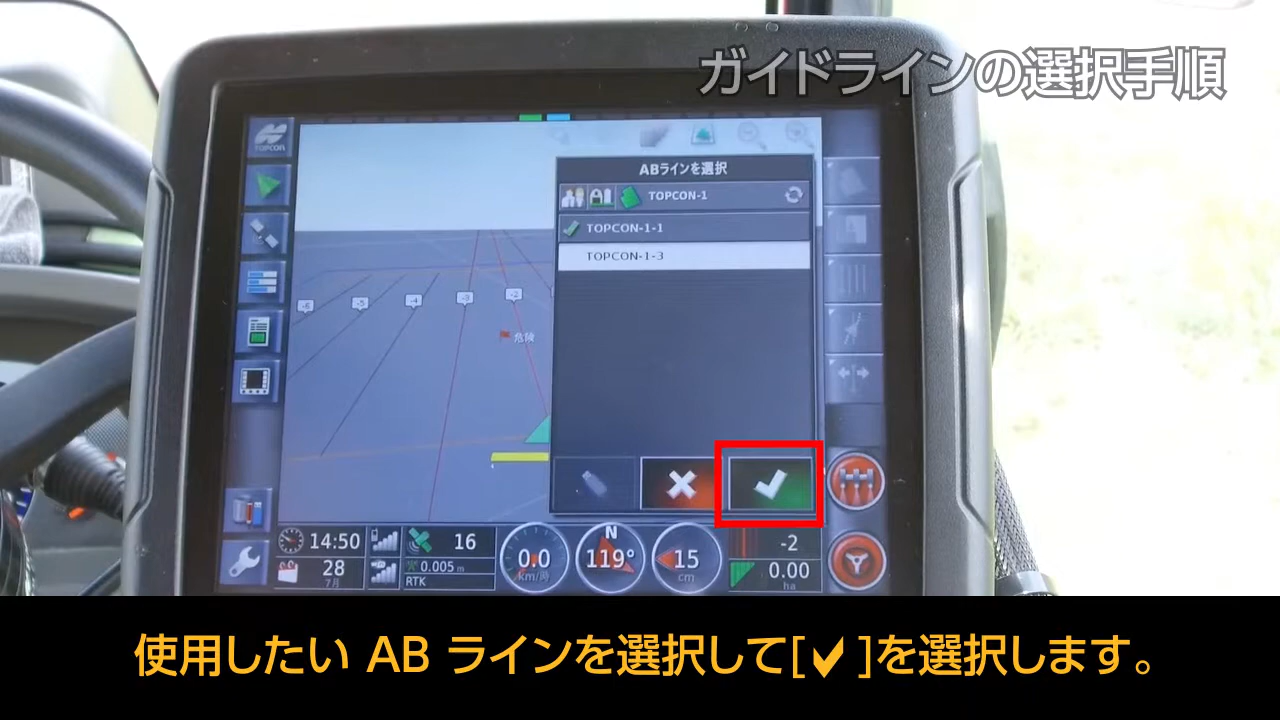 ガイドラインの選択手順
TOPCON
ABラインを選択
TOPCON-1
TOPCON-1-1
TOPCON-1-3
-6
-5
-4
-3
-2
危険
14:50
28
7月
16
0.005 m
RTK
0.0
km/時
N
119°
15
cm
-2
0.00
ha
使用したい AB ラインを選択して[✔]を選択します。